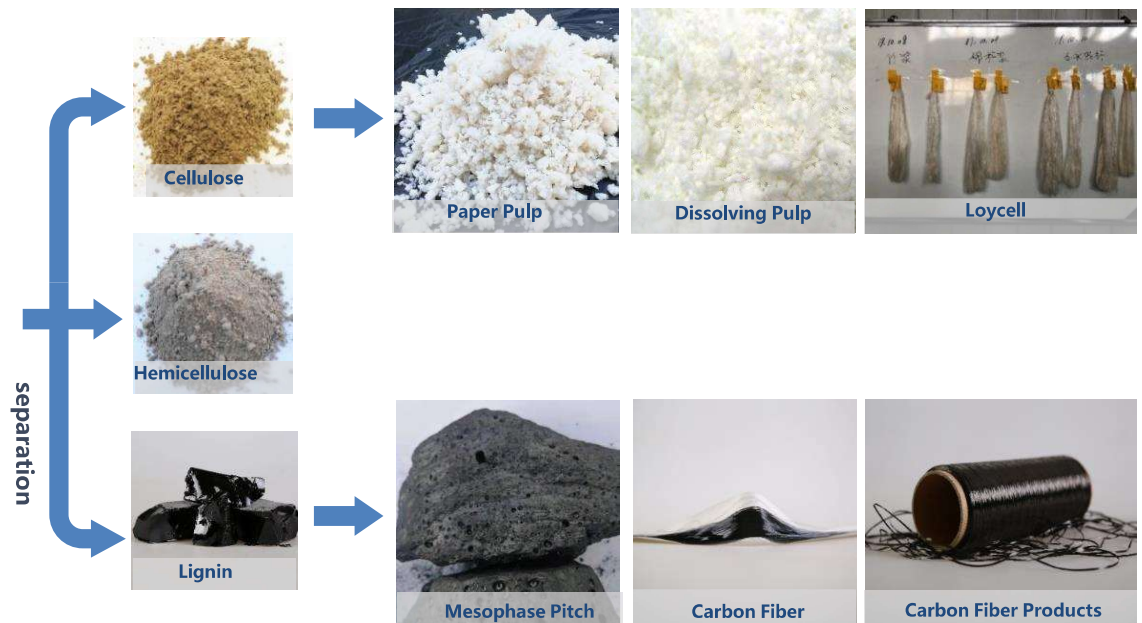 Cellulose
Paper Pulp
Dissolving Pulp
Loycell
Hemicellulose
separation
Lignin
Mesophase Pitch
Carbon Fiber
Carbon Fiber Products